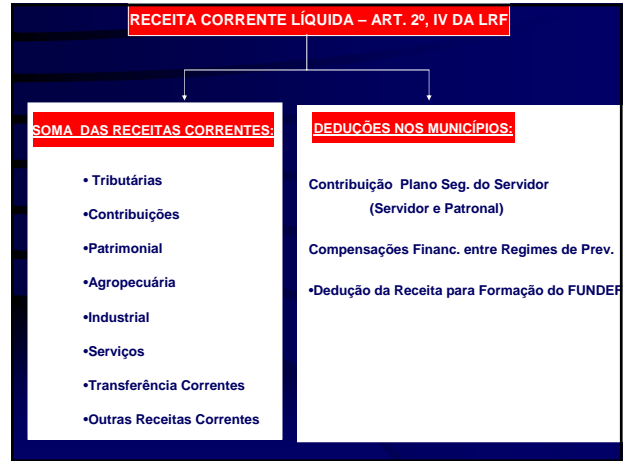 RECEITA CORRENTE LÍQUIDA – ART. 2º, IV DA LRF
SOMA DAS RECEITAS CORRENTES:
• Tributárias
•Contribuições
•Patrimonial
•Agropecuária
•Industrial
•Serviços
•Transferência Correntes
•Outras Receitas Correntes
DEDUÇÕES NOS MUNICÍPIOS:
Contribuição Plano Seg. do Servidor
(Servidor e Patronal)
Compensações Financ. entre Regimes de Prev.
•Dedução da Receita para Formação do FUNDEF